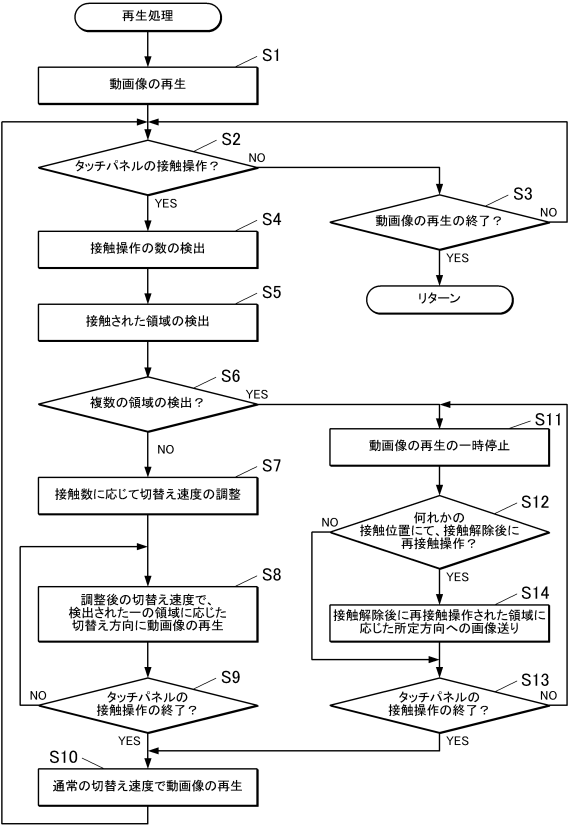 再生処理
S1
動画像の再生
S2
タッチパネルの接触操作？
NO
YES
S3
動画像の再生の終了？
NO
YES
リターン
S4
接触操作の数の検出
S5
接触された領域の検出
S6
複数の領域の検出？
YES
NO
S7
接触数に応じて切替え速度の調整
S8
調整後の切替え速度で、
検出された一の領域に応じた
切替え方向に動画像の再生
S9
タッチパネルの
接触操作の終了？
NO
YES
S10
通常の切替え速度で動画像の再生
S11
動画像の再生の一時停止
S12
何れかの
接触位置にて、接触解除後に
再接触操作？
NO
YES
S14
接触解除後に再接触操作された領域に
応じた所定方向への画像送り
S13
タッチパネルの
接触操作の終了？
NO
YES